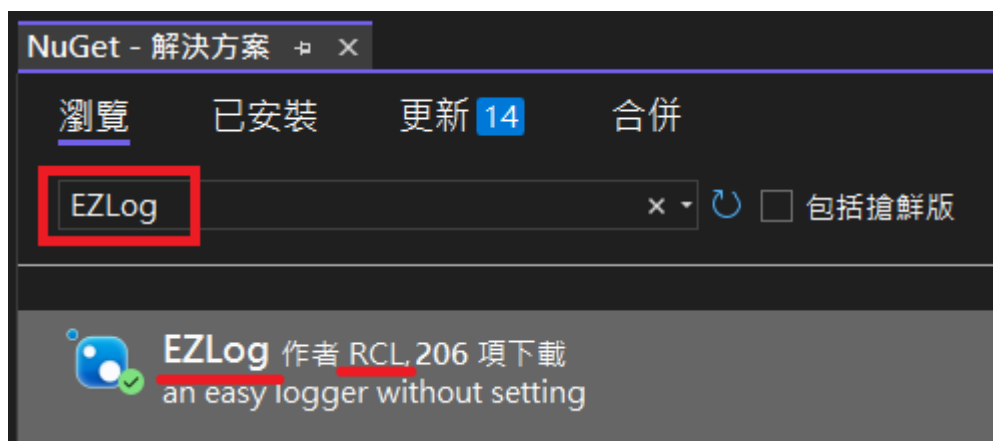 NuGet - 解決方案
瀏覽 已安裝 更新 14 合併
EZLog 包括搶鮮版
EZLog 作者 RCL, 206 項下載
an easy logger without setting